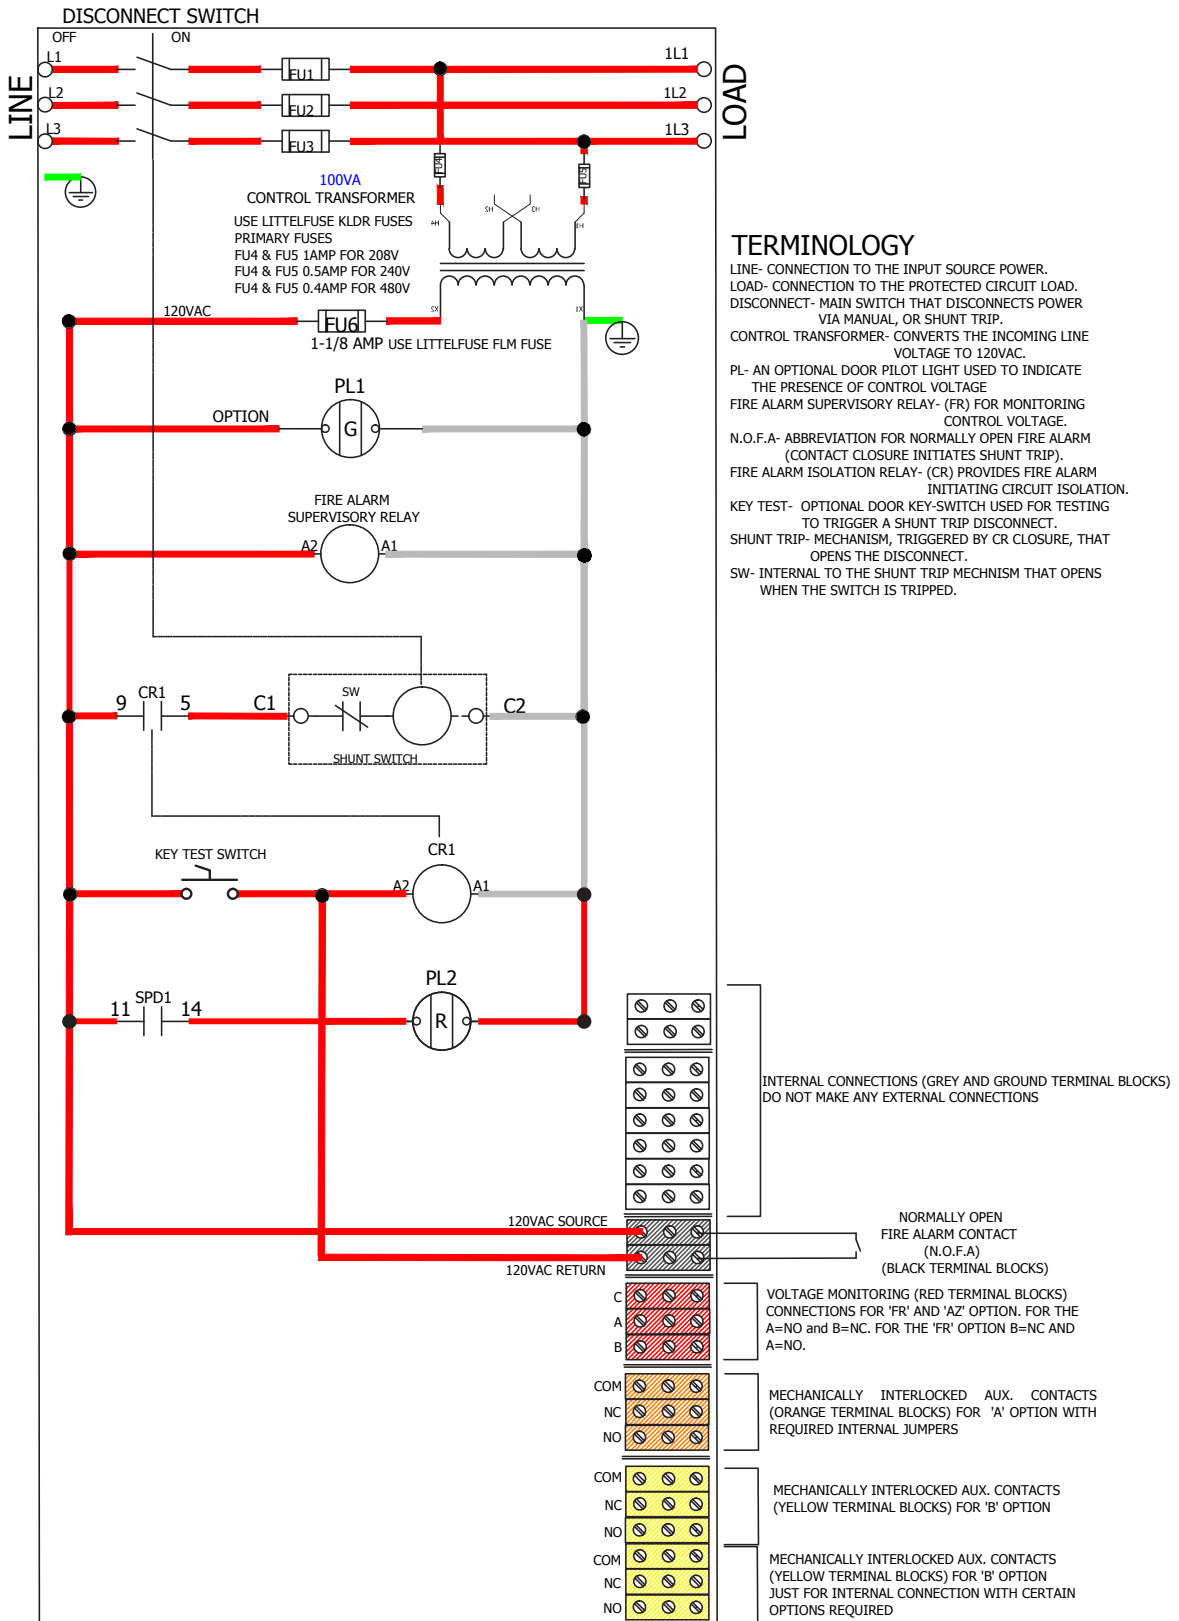 DISCONNECT SWITCH
OFF
ON
LINE
L1
L2
L3
FU1
FU2
FU3
1L1
1L2
1L3
LOAD
FU4
FU5
100VA
CONTROL TRANSFORMER
USE LITTELFUSE KLDR FUSES
PRIMARY FUSES
FU4 & FU5 1AMP FOR 208V
FU4 & FU5 0.5AMP FOR 240V
FU4 & FU5 0.4AMP FOR 480V
H4
H2
H3
H1
X2
X1
120VAC
FU6
1-1/8 AMP USE LITTELFUSE FLM FUSE
PL1
OPTION
G
FIRE ALARM
SUPERVISORY RELAY
A2
A1
9
CR1
5
C1
SW
C2
SHUNT SWITCH
KEY TEST SWITCH
CR1
A2
A1
11
SPD1
14
PL2
R
TERMINOLOGY
LINE- CONNECTION TO THE INPUT SOURCE POWER.
LOAD- CONNECTION TO THE PROTECTED CIRCUIT LOAD.
DISCONNECT- MAIN SWITCH THAT DISCONNECTS POWER
VIA MANUAL, OR SHUNT TRIP.
CONTROL TRANSFORMER- CONVERTS THE INCOMING LINE
VOLTAGE TO 120VAC.
PL- AN OPTIONAL DOOR PILOT LIGHT USED TO INDICATE
THE PRESENCE OF CONTROL VOLTAGE
FIRE ALARM SUPERVISORY RELAY- (FR) FOR MONITORING
CONTROL VOLTAGE.
N.O.F.A- ABBREVIATION FOR NORMALLY OPEN FIRE ALARM
(CONTACT CLOSURE INITIATES SHUNT TRIP).
FIRE ALARM ISOLATION RELAY- (CR) PROVIDES FIRE ALARM
INITIATING CIRCUIT ISOLATION.
KEY TEST- OPTIONAL DOOR KEY-SWITCH USED FOR TESTING
TO TRIGGER A SHUNT TRIP DISCONNECT.
SHUNT TRIP- MECHANISM, TRIGGERED BY CR CLOSURE, THAT
OPENS THE DISCONNECT.
SW- INTERNAL TO THE SHUNT TRIP MECHNISM THAT OPENS
WHEN THE SWITCH IS TRIPPED.
INTERNAL CONNECTIONS (GREY AND GROUND TERMINAL BLOCKS)
DO NOT MAKE ANY EXTERNAL CONNECTIONS
120VAC SOURCE
120VAC RETURN
NORMALLY OPEN
FIRE ALARM CONTACT
(N.O.F.A)
(BLACK TERMINAL BLOCKS)
C
A
B
VOLTAGE MONITORING (RED TERMINAL BLOCKS)
CONNECTIONS FOR 'FR' AND 'AZ' OPTION. FOR THE
A=NO and B=NC. FOR THE 'FR' OPTION B=NC AND
A=NO.
COM
NC
NO
MECHANICALLY INTERLOCKED AUX. CONTACTS
(ORANGE TERMINAL BLOCKS) FOR 'A' OPTION WITH
REQUIRED INTERNAL JUMPERS
COM
NC
NO
MECHANICALLY INTERLOCKED AUX. CONTACTS
(YELLOW TERMINAL BLOCKS) FOR 'B' OPTION
COM
NC
NO
MECHANICALLY INTERLOCKED AUX. CONTACTS
(YELLOW TERMINAL BLOCKS) FOR 'B' OPTION
JUST FOR INTERNAL CONNECTION WITH CERTAIN
OPTIONS REQUIRED